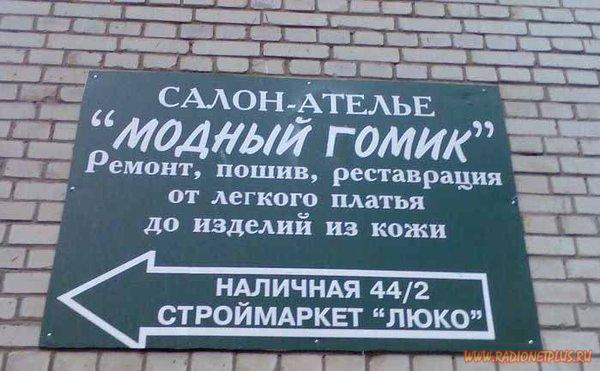 САЛОН-АТЕЛЬЕ
“МОДНЫЙ ГОМИК”
Ремонт, пошив, реставрация
от легкого платья
до изделий из кожи
НАЛИЧНАЯ 44/2
СТРОЙМАРКЕТ “ЛЮКО”
WWW.RADIONETPLUS.RU